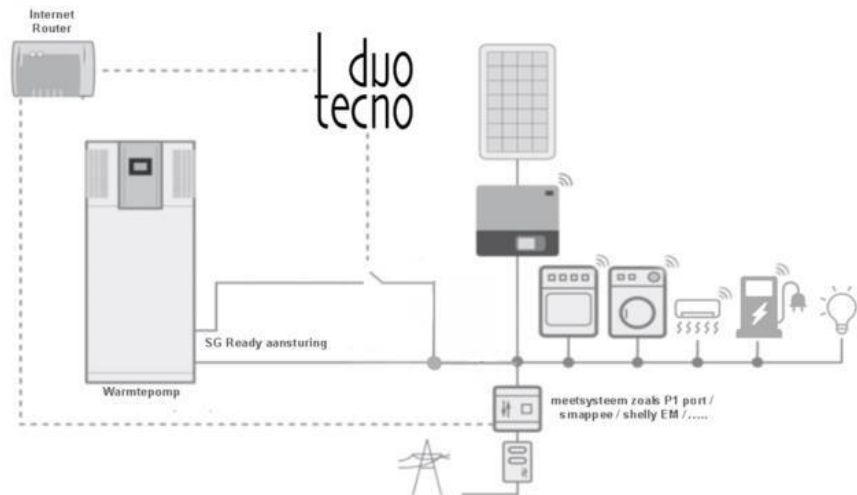 Internet
Router
duo
tecno
SG Ready aansturing
Warmtepomp
meetsysteem zoals P1 port /
smappee / shelly EM /.....